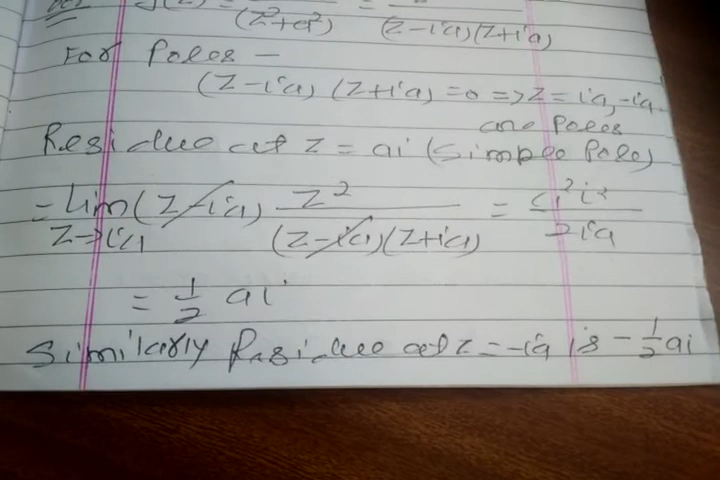 (z²+a²) (z-ia)(z+ia)
For Poles –
(z-ia) (z+ia) = 0 => z = ia, -ia
are Poles
Residue at z = ai (Simple Pole)
= lim (z-ia) z² / (z-ia)(z+ia) = a²i² / 2ia
z->ia
= 1/2 ai
Similarly Residue at z = -ia is - 1/2 ai